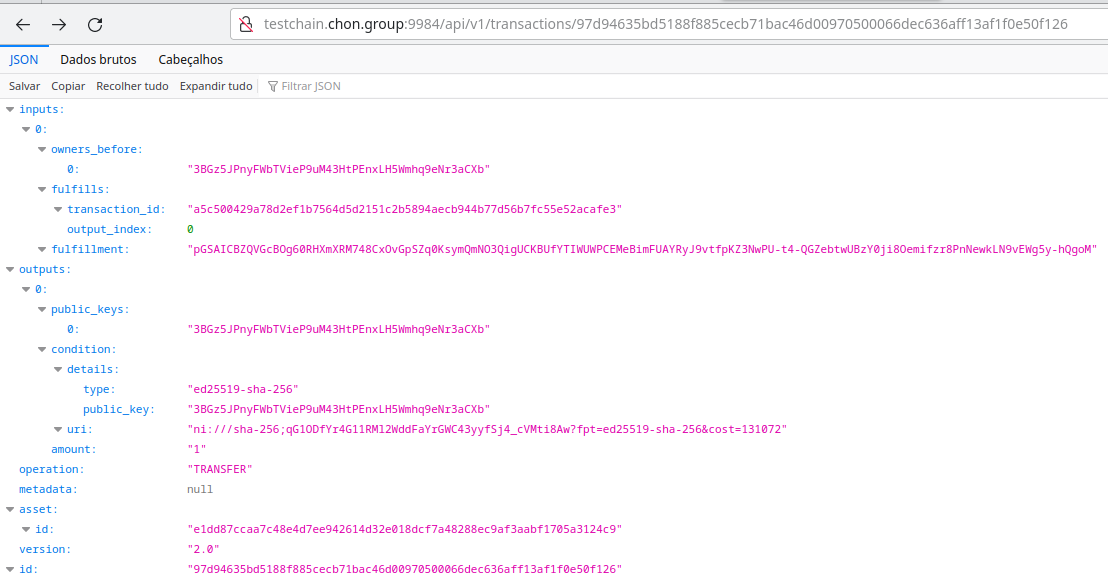 testchain.chon.group:9984/api/v1/transactions/97d94635bd5188f885cecb71bac46d00970500066dec636aff13af1f0e50f126
JSON Dados brutos Cabeçalhos
Salvar Copiar Recolher tudo Expandir tudo Filtrar JSON
inputs:
0:
owners_before:
0: "3BGz5JPnyFWbTVieP9uM43HtPEnxLH5Wmhq9eNr3aCXb"
fulfills:
transaction_id: "a5c500429a78d2ef1b7564d5d2151c2b5894aecb944b77d56b7fc55e52acafe3"
output_index: 0
fulfillment: "pGSAICBZQVGcBOg60RHXmXRM748CxOvGpSZq0KsymQmNO3QigUCKBUfYTIWUWPCEMeBimFUAYRyJ9vtfpKZ3NwPU-t4-QGZebtwUBzY0ji8Oemifzr8PnNewkLN9vEWg5y-hQgoM"
outputs:
0:
public_keys:
0: "3BGz5JPnyFWbTVieP9uM43HtPEnxLH5Wmhq9eNr3aCXb"
condition:
details:
type: "ed25519-sha-256"
public_key: "3BGz5JPnyFWbTVieP9uM43HtPEnxLH5Wmhq9eNr3aCXb"
uri: "ni:///sha-256;qG1ODfYr4G11RMl2WddFaYrGWC43yyfSj4_cVMti8Aw?fpt=ed25519-sha-256&cost=131072"
amount: "1"
operation: "TRANSFER"
metadata: null
asset:
id: "e1dd87ccaa7c48e4d7ee942614d32e018dcf7a48288ec9af3aabf1705a3124c9"
version: "2.0"
id: "97d94635bd5188f885cecb71bac46d00970500066dec636aff13af1f0e50f126"